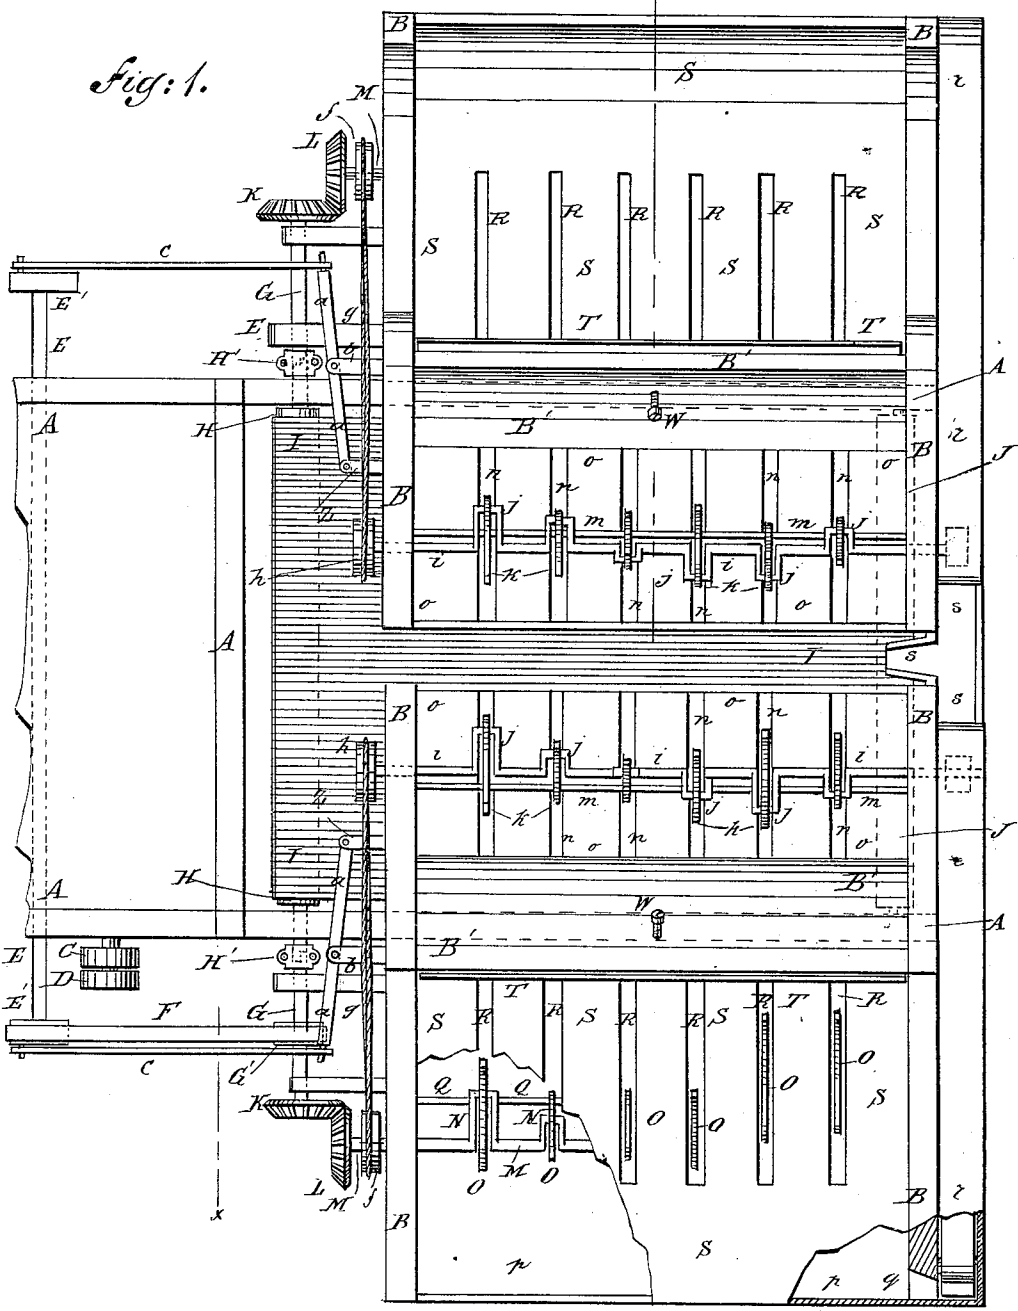 Fig: 1.
B S B
f M
L r
K R R R R R R
S S S S
c
E' G a g T T
E E B'
H' b A
A H I a B' W r
n o o n n B J
Z B n J m m J
h i k J i k J
o n n o s
A I s
s
B o J n o n B
h i J i i
Z k m k J J m J
I n o n n o
H a W B' r
A B' A
E C H' b
D T R T R
E' F G a g S R R S R R
c G' Q Q O O
K N N O O S
L M f M O
O O B B r
x p S p q